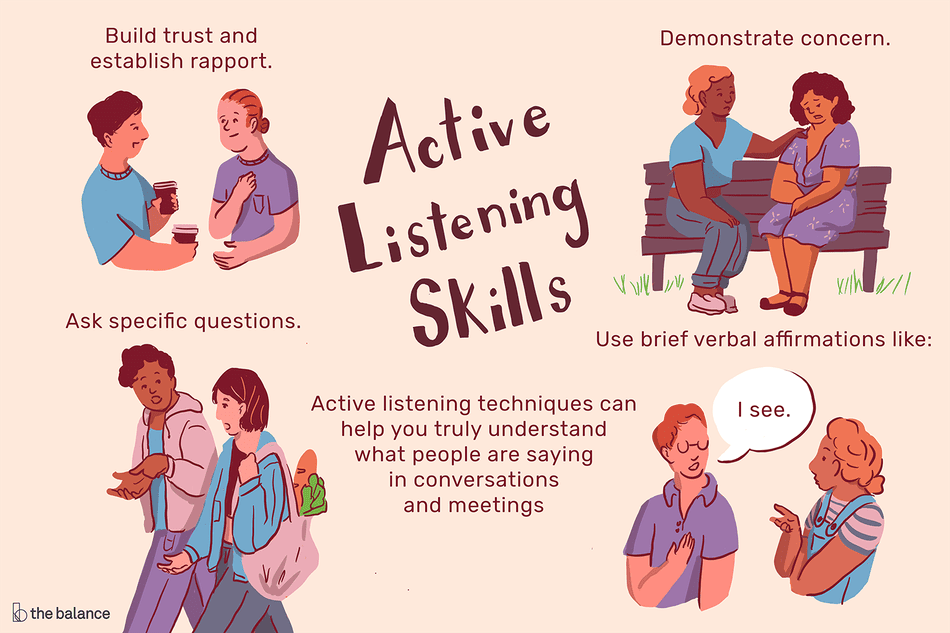 Build trust and
establish rapport.
Demonstrate concern.
Active
Listening
Skills
Ask specific questions.
Use brief verbal affirmations like:
I see.
Active listening techniques can
help you truly understand
what people are saying
in conversations
and meetings
the balance